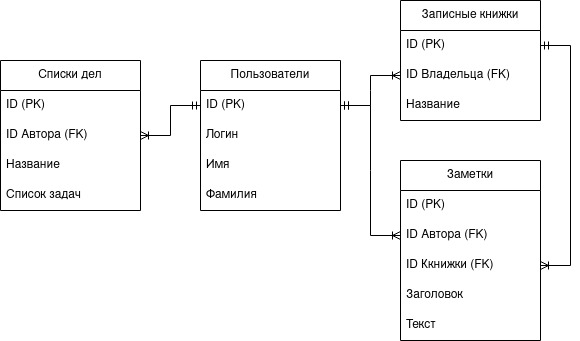 Списки дел
ID (PK)
ID Автора (FK)
Название
Список задач
Пользователи
ID (PK)
Логин
Имя
Фамилия
Записные книжки
ID (PK)
ID Владельца (FK)
Название
Заметки
ID (PK)
ID Автора (FK)
ID Ккнижки (FK)
Заголовок
Текст